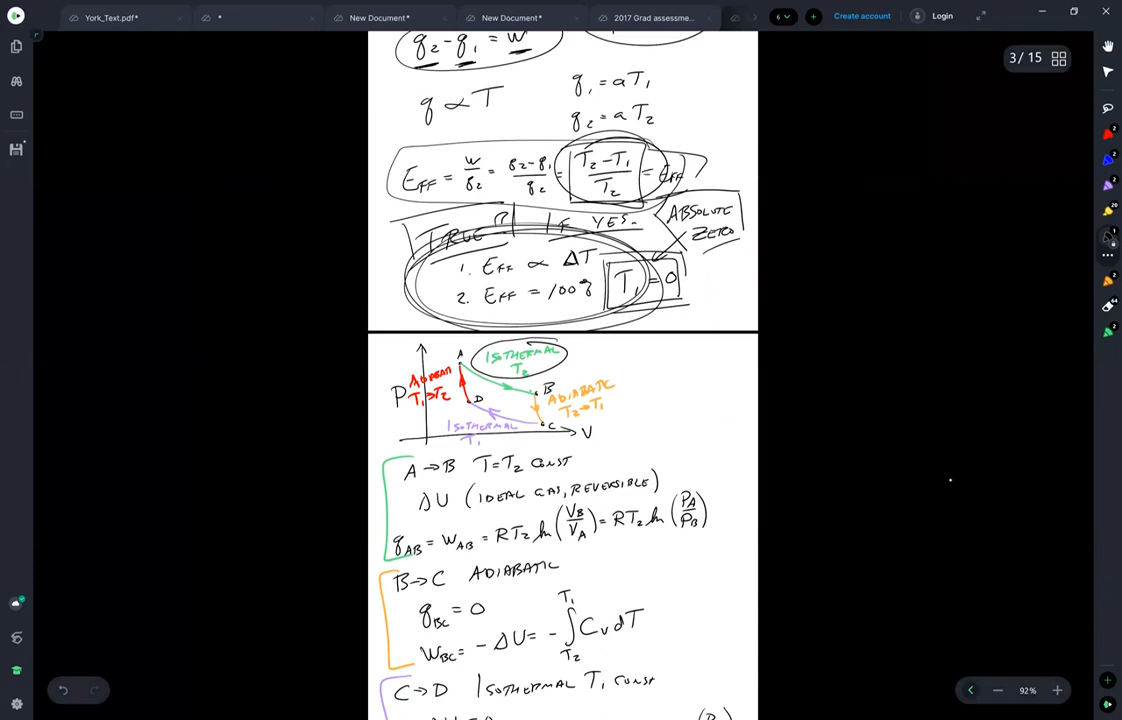 York_Text.pdf*
*
New Document*
New Document*
2017 Grad assessme...
6
Create account
Login
3/15
q2 - q1 = W
q ∝ T
q1 = aT1
q2 = aT2
EFF = W/q2 = q2-q1/q2 = T2-T1/T2 = EFF
TRUE ? IF YES.
ABSOLUTE ZERO
1. EFF ∝ ΔT
2. EFF = 100% T1 = 0
A
ISOTHERMAL T2
ADIABAT T1→T2
P
B
D
ADIABATIC T2→T1
ISOTHERMAL T1
C
V
A→B T=T2 CONST
ΔU (IDEAL GAS, REVERSIBLE)
qAB = WAB = RT2 ln(VB/VA) = RT2 ln(PA/PB)
B→C ADIABATIC
qBC = 0
WBC = -ΔU = -∫T2 T1 CV dT
C→D ISOTHERMAL T1 CONST
92%